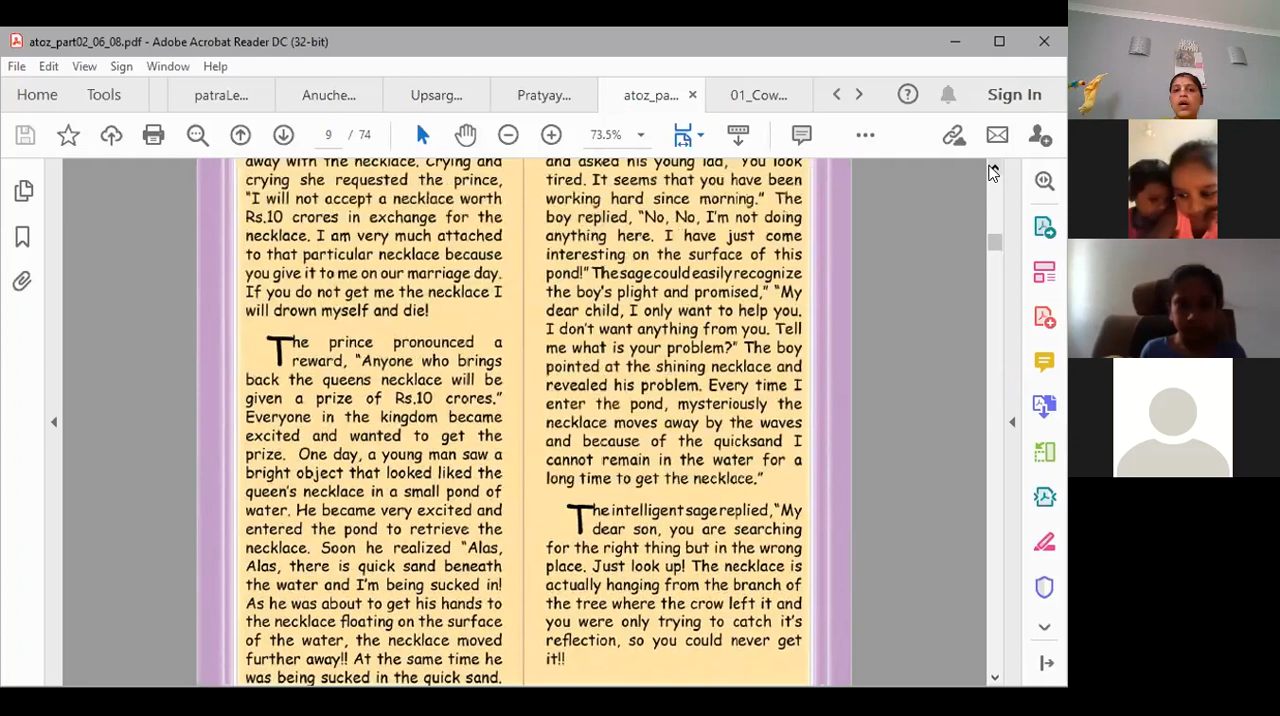 atoz_part02_06_08.pdf - Adobe Acrobat Reader DC (32-bit)
File Edit View Sign Window Help
Home Tools patraLe... Anuche... Upsarg... Pratyay... atoz_pa... × 01_Cow... Sign In
9 / 74 73.5%
away with the necklace. Crying and
crying she requested the prince,
"I will not accept a necklace worth
Rs.10 crores in exchange for the
necklace. I am very much attached
to that particular necklace because
you give it to me on our marriage day.
If you do not get me the necklace I
will drown myself and die!
The prince pronounced a
reward, "Anyone who brings
back the queens necklace will be
given a prize of Rs.10 crores."
Everyone in the kingdom became
excited and wanted to get the
prize. One day, a young man saw a
bright object that looked liked the
queen's necklace in a small pond of
water. He became very excited and
entered the pond to retrieve the
necklace. Soon he realized "Alas,
Alas, there is quick sand beneath
the water and I'm being sucked in!
As he was about to get his hands to
the necklace floating on the surface
of the water, the necklace moved
further away!! At the same time he
was being sucked in the quick sand.
and asked his young lad, "You look
tired. It seems that you have been
working hard since morning." The
boy replied, "No, No, I'm not doing
anything here. I have just come
interesting on the surface of this
pond!" The sage could easily recognize
the boy's plight and promised," "My
dear child, I only want to help you.
I don't want anything from you. Tell
me what is your problem?" The boy
pointed at the shining necklace and
revealed his problem. Every time I
enter the pond, mysteriously the
necklace moves away by the waves
and because of the quicksand I
cannot remain in the water for a
long time to get the necklace."
The intelligent sage replied, "My
dear son, you are searching
for the right thing but in the wrong
place. Just look up! The necklace is
actually hanging from the branch of
the tree where the crow left it and
you were only trying to catch it's
reflection, so you could never get
it!!